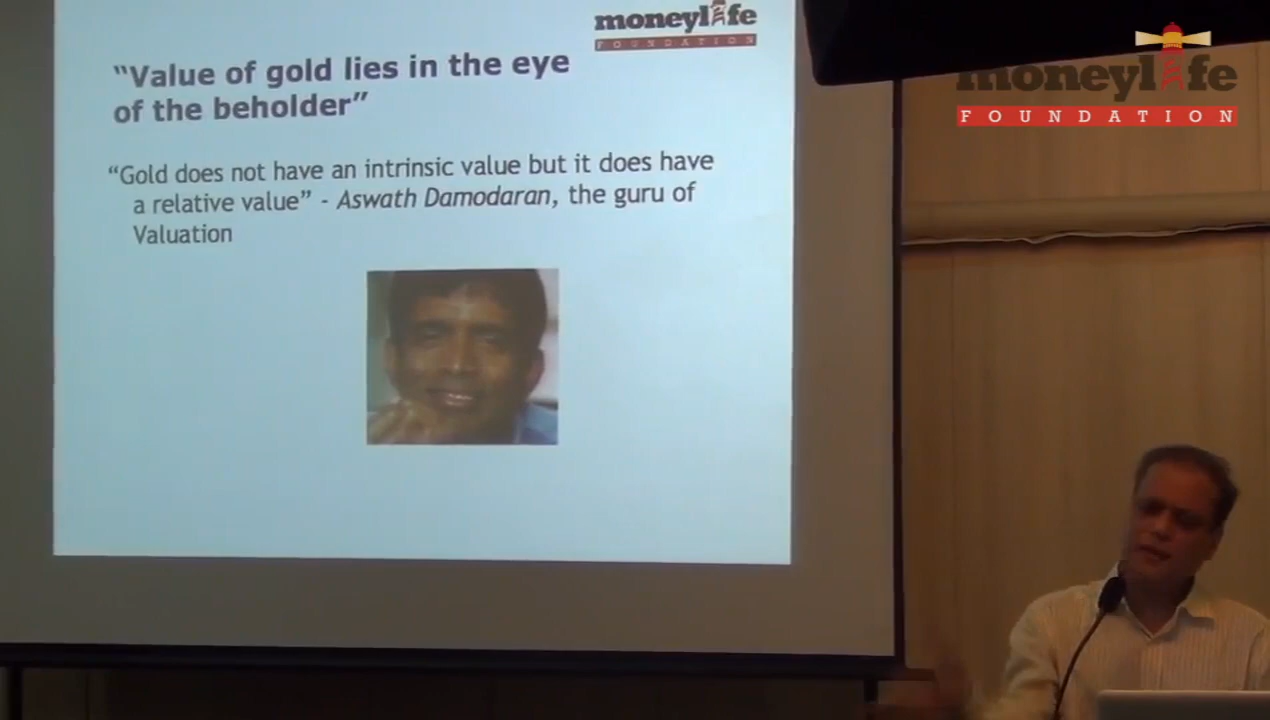 moneylife
FOUNDATION
"Value of gold lies in the eye
of the beholder"
"Gold does not have an intrinsic value but it does have
a relative value" - Aswath Damodaran, the guru of
Valuation
moneylife
FOUNDATION